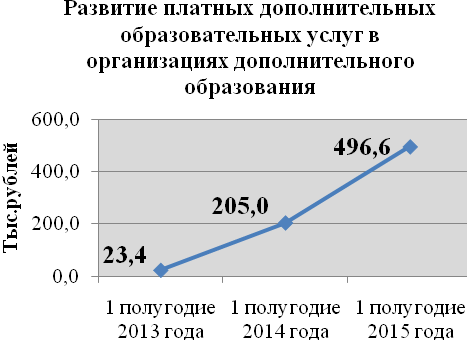 Развитие платных дополнительных
образовательных услуг в
организациях дополнительного
образования
Тыс.рублей
600,0
400,0
200,0
0,0
23,4
205,0
496,6
1 полугодие 2013 года
1 полугодие 2014 года
1 полугодие 2015 года